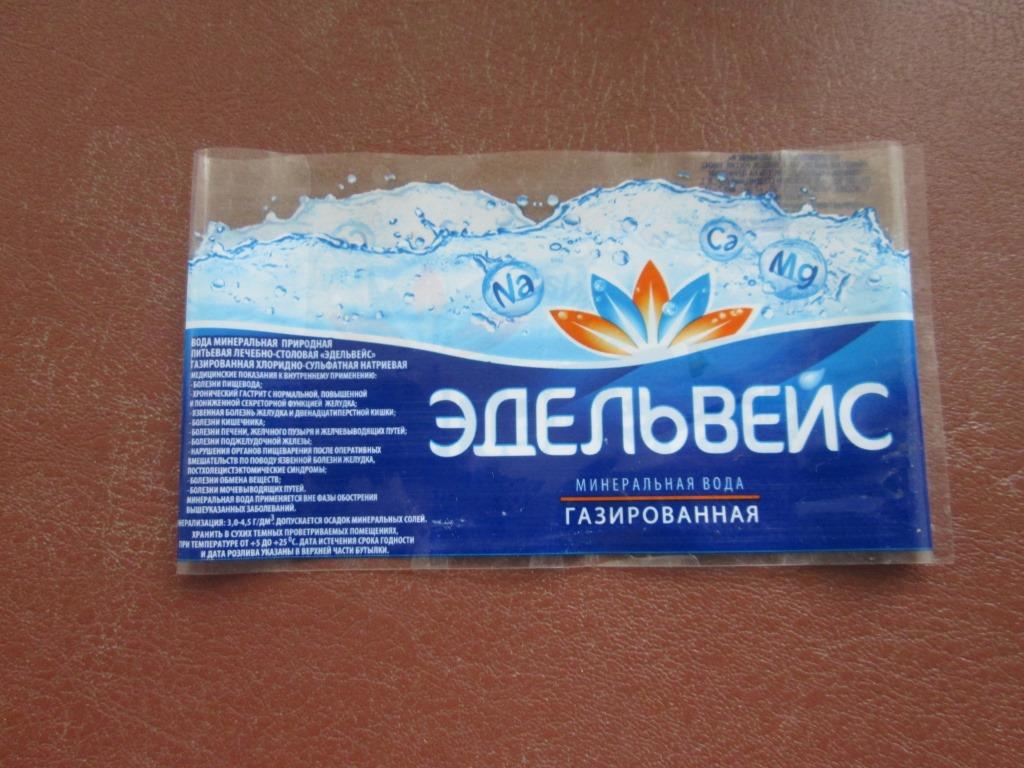 Na
Ca
Mg
ВОДА МИНЕРАЛЬНАЯ ПРИРОДНАЯ
ПИТЬЕВАЯ ЛЕЧЕБНО-СТОЛОВАЯ «ЭДЕЛЬВЕЙС»
ГАЗИРОВАННАЯ ХЛОРИДНО-СУЛЬФАТНАЯ НАТРИЕВАЯ
МЕДИЦИНСКИЕ ПОКАЗАНИЯ К ВНУТРЕННЕМУ ПРИМЕНЕНИЮ:
-БОЛЕЗНИ ПИЩЕВОДА;
-ХРОНИЧЕСКИЙ ГАСТРИТ С НОРМАЛЬНОЙ, ПОВЫШЕННОЙ
И ПОНИЖЕННОЙ СЕКРЕТОРНОЙ ФУНКЦИЕЙ ЖЕЛУДКА;
-ЯЗВЕННАЯ БОЛЕЗНЬ ЖЕЛУДКА И ДВЕНАДЦАТИПЕРСТНОЙ КИШКИ;
-БОЛЕЗНИ КИШЕЧНИКА;
-БОЛЕЗНИ ПЕЧЕНИ, ЖЕЛЧНОГО ПУЗЫРЯ И ЖЕЛЧЕВЫВОДЯЩИХ ПУТЕЙ;
-БОЛЕЗНИ ПОДЖЕЛУДОЧНОЙ ЖЕЛЕЗЫ;
-НАРУШЕНИЯ ОРГАНОВ ПИЩЕВАРЕНИЯ ПОСЛЕ ОПЕРАТИВНЫХ
ВМЕШАТЕЛЬСТВ ПО ПОВОДУ ЯЗВЕННОЙ БОЛЕЗНИ ЖЕЛУДКА,
ПОСТХОЛЕЦИСТЭКТОМИЧЕСКИЕ СИНДРОМЫ;
-БОЛЕЗНИ ОБМЕНА ВЕЩЕСТВ;
-БОЛЕЗНИ МОЧЕВЫВОДЯЩИХ ПУТЕЙ.
МИНЕРАЛЬНАЯ ВОДА ПРИМЕНЯЕТСЯ ВНЕ ФАЗЫ ОБОСТРЕНИЯ
ВЫШЕУКАЗАННЫХ ЗАБОЛЕВАНИЙ.
НЕРАЛИЗАЦИЯ: 3,0-4,5 Г/ДМ³ ДОПУСКАЕТСЯ ОСАДОК МИНЕРАЛЬНЫХ СОЛЕЙ.
ХРАНИТЬ В СУХИХ ТЕМНЫХ ПРОВЕТРИВАЕМЫХ ПОМЕЩЕНИЯХ,
ПРИ ТЕМПЕРАТУРЕ ОТ +5 ДО +25 °С. ДАТА ИСТЕЧЕНИЯ СРОКА ГОДНОСТИ
И ДАТА РОЗЛИВА УКАЗАНЫ В ВЕРХНЕЙ ЧАСТИ БУТЫЛКИ.
ЭДЕЛЬВЕЙС
МИНЕРАЛЬНАЯ ВОДА
ГАЗИРОВАННАЯ